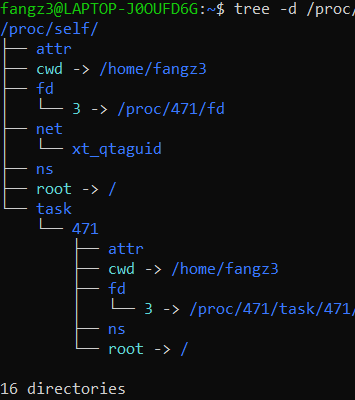 fangz3@LAPTOP-J0OUFD6G:~$ tree -d /proc/
/proc/self/
├── attr
├── cwd -> /home/fangz3
├── fd
│   └── 3 -> /proc/471/fd
├── net
│   └── xt_qtaguid
├── ns
├── root -> /
└── task
    └── 471
        ├── attr
        ├── cwd -> /home/fangz3
        ├── fd
        │   └── 3 -> /proc/471/task/471/
        ├── ns
        └── root -> /

16 directories